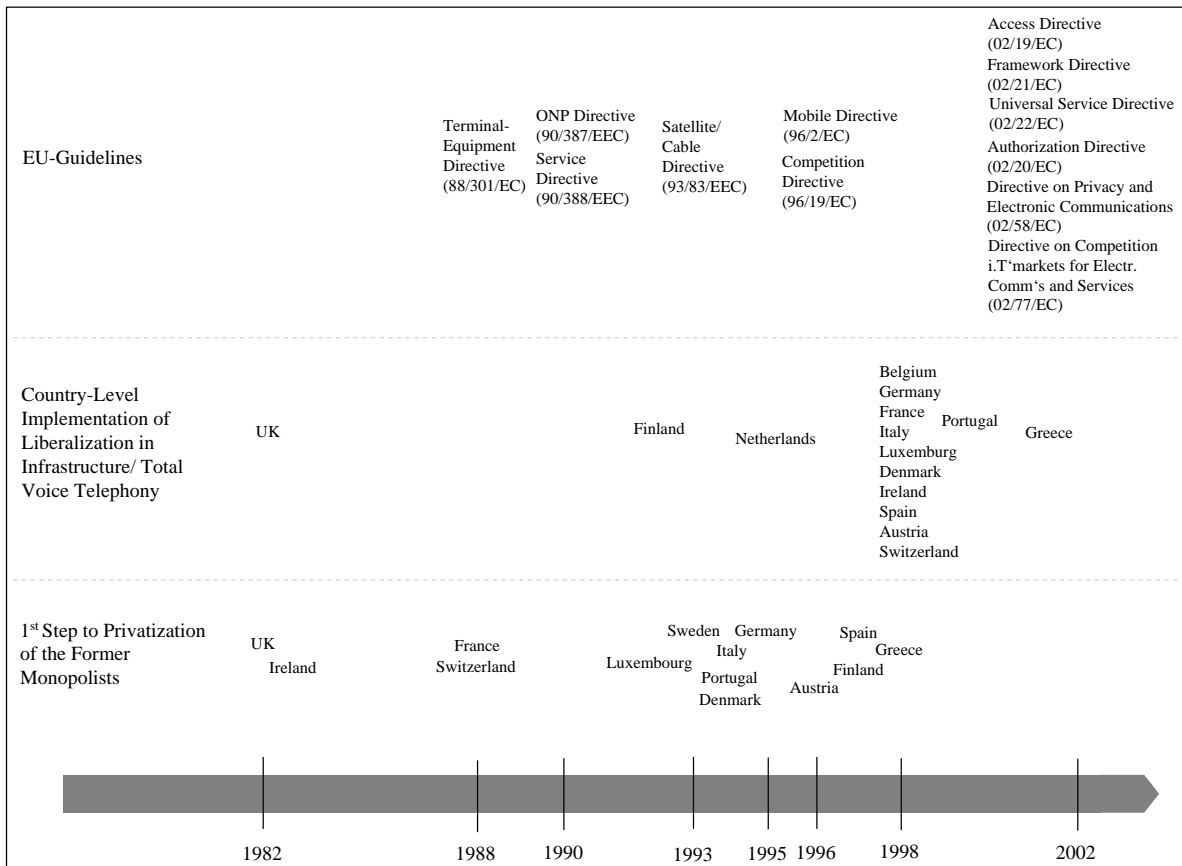 EU-Guidelines
Terminal-
Equipment
Directive
(88/301/EC)
ONP Directive
(90/387/EEC)
Service
Directive
(90/388/EEC)
Satellite/
Cable
Directive
(93/83/EEC)
Mobile Directive
(96/2/EC)
Competition
Directive
(96/19/EC)
Access Directive
(02/19/EC)
Framework Directive
(02/21/EC)
Universal Service Directive
(02/22/EC)
Authorization Directive
(02/20/EC)
Directive on Privacy and
Electronic Communications
(02/58/EC)
Directive on Competition
i.T‘markets for Electr.
Comm‘s and Services
(02/77/EC)
Country-Level
Implementation of
Liberalization in
Infrastructure/ Total
Voice Telephony
UK
Finland
Netherlands
Belgium
Germany
France
Italy
Luxemburg
Denmark
Ireland
Spain
Austria
Switzerland
Portugal
Greece
1st Step to Privatization
of the Former
Monopolists
UK
Ireland
France
Switzerland
Luxembourg
Sweden
Germany
Italy
Portugal
Denmark
Austria
Spain
Finland
Greece
1982
1988
1990
1993
1995
1996
1998
2002